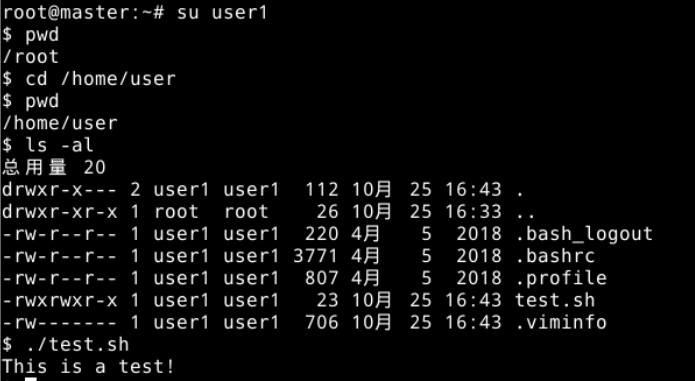 root@master:~# su user1
$ pwd
/root
$ cd /home/user
$ pwd
/home/user
$ ls -al
总用量 20
drwxr-x--- 2 user1 user1  112 10月  25 16:43 .
drwxr-xr-x 1 root  root    26 10月  25 16:33 ..
-rw-r--r-- 1 user1 user1  220 4月    5  2018 .bash_logout
-rw-r--r-- 1 user1 user1 3771 4月    5  2018 .bashrc
-rw-r--r-- 1 user1 user1  807 4月    5  2018 .profile
-rwxrwxr-x 1 user1 user1   23 10月  25 16:43 test.sh
-rw------- 1 user1 user1  706 10月  25 16:43 .viminfo
$ ./test.sh
This is a test!